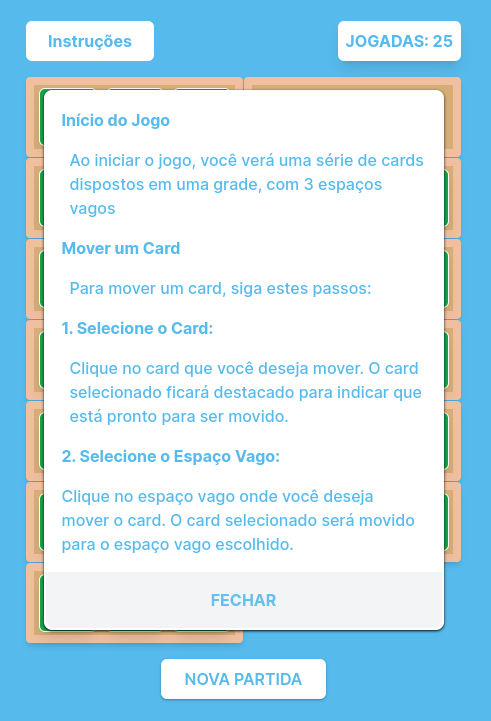 Instruções
JOGADAS: 25
Início do Jogo
Ao iniciar o jogo, você verá uma série de cards
dispostos em uma grade, com 3 espaços
vagos
Mover um Card
Para mover um card, siga estes passos:
1. Selecione o Card:
Clique no card que você deseja mover. O card
selecionado ficará destacado para indicar que
está pronto para ser movido.
2. Selecione o Espaço Vago:
Clique no espaço vago onde você deseja
mover o card. O card selecionado será movido
para o espaço vago escolhido.
FECHAR
NOVA PARTIDA